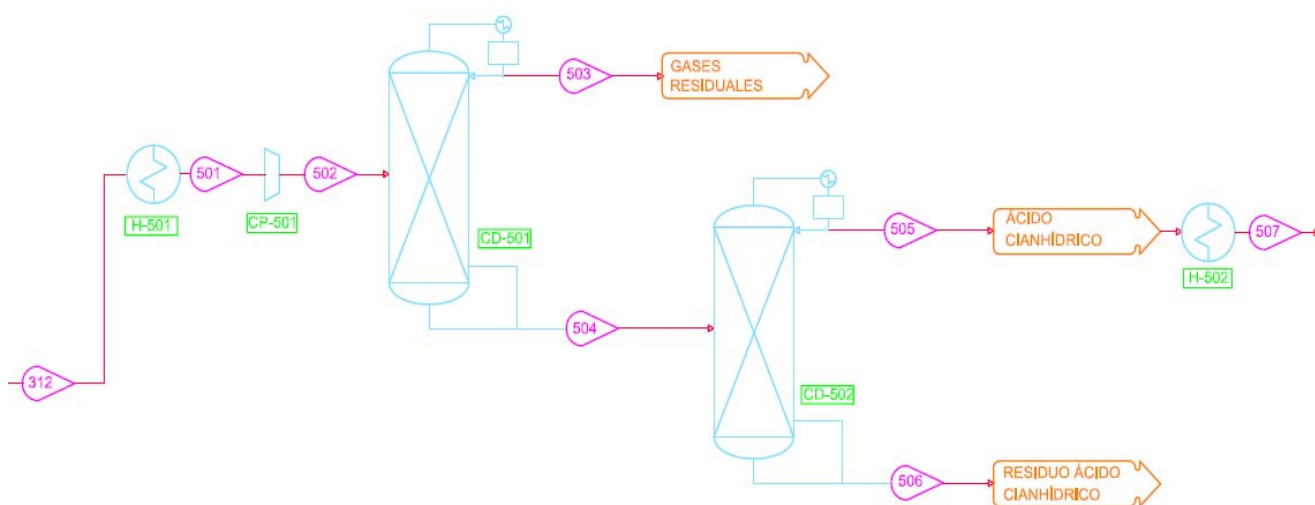 503
GASES
RESIDUALES
501
502
H-501
CP-501
CD-501
505
ÁCIDO
CIANHÍDRICO
507
H-502
504
312
CD-502
506
RESIDUO ÁCIDO
CIANHÍDRICO